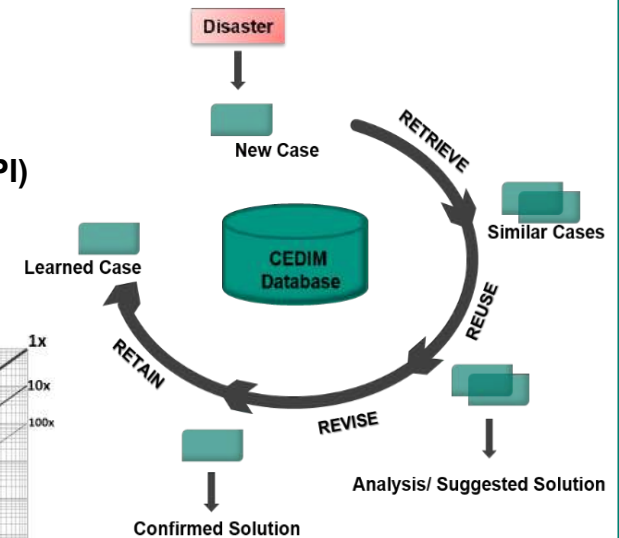 Disaster
New Case
RETRIEVE
PI)
Similar Cases
CEDIM
Database
Learned Case
REUSE
1x
10x
100x
RETAIN
REVISE
Analysis/ Suggested Solution
Confirmed Solution